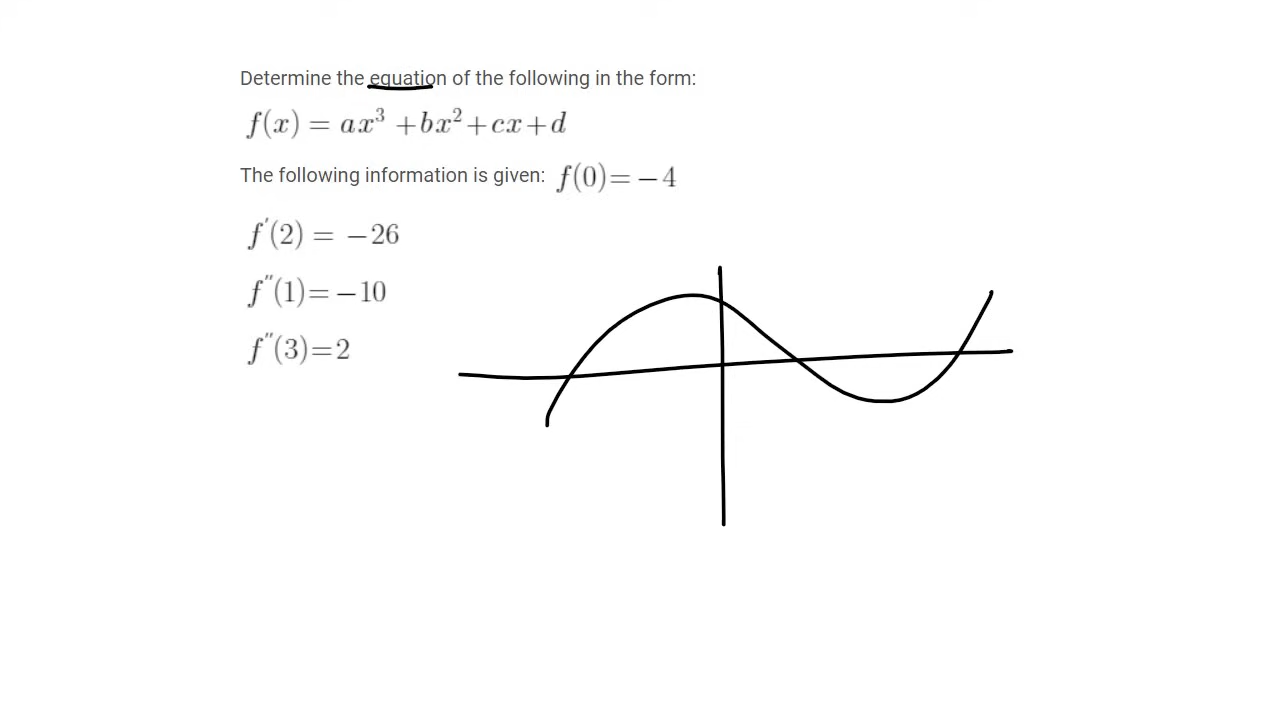 Determine the equation of the following in the form:
f(x) = ax³ +bx²+cx+d
The following information is given: f(0)= −4
f′(2) = −26
f″(1)= −10
f″(3)=2